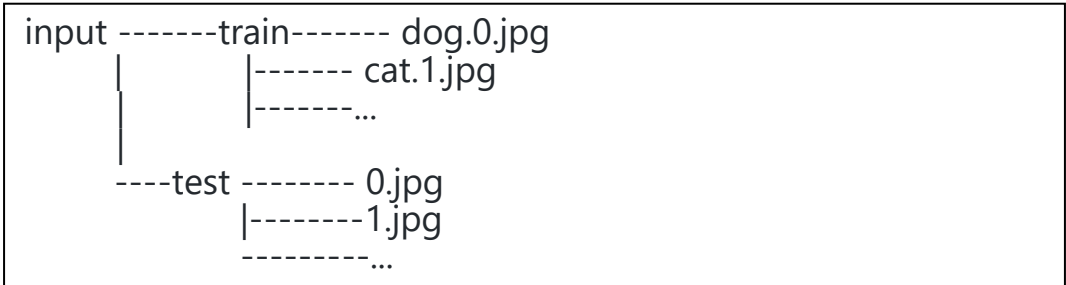 input -------train------- dog.0.jpg
|            |------- cat.1.jpg
|            |-------...
|
----test -------- 0.jpg
|--------1.jpg
---------...